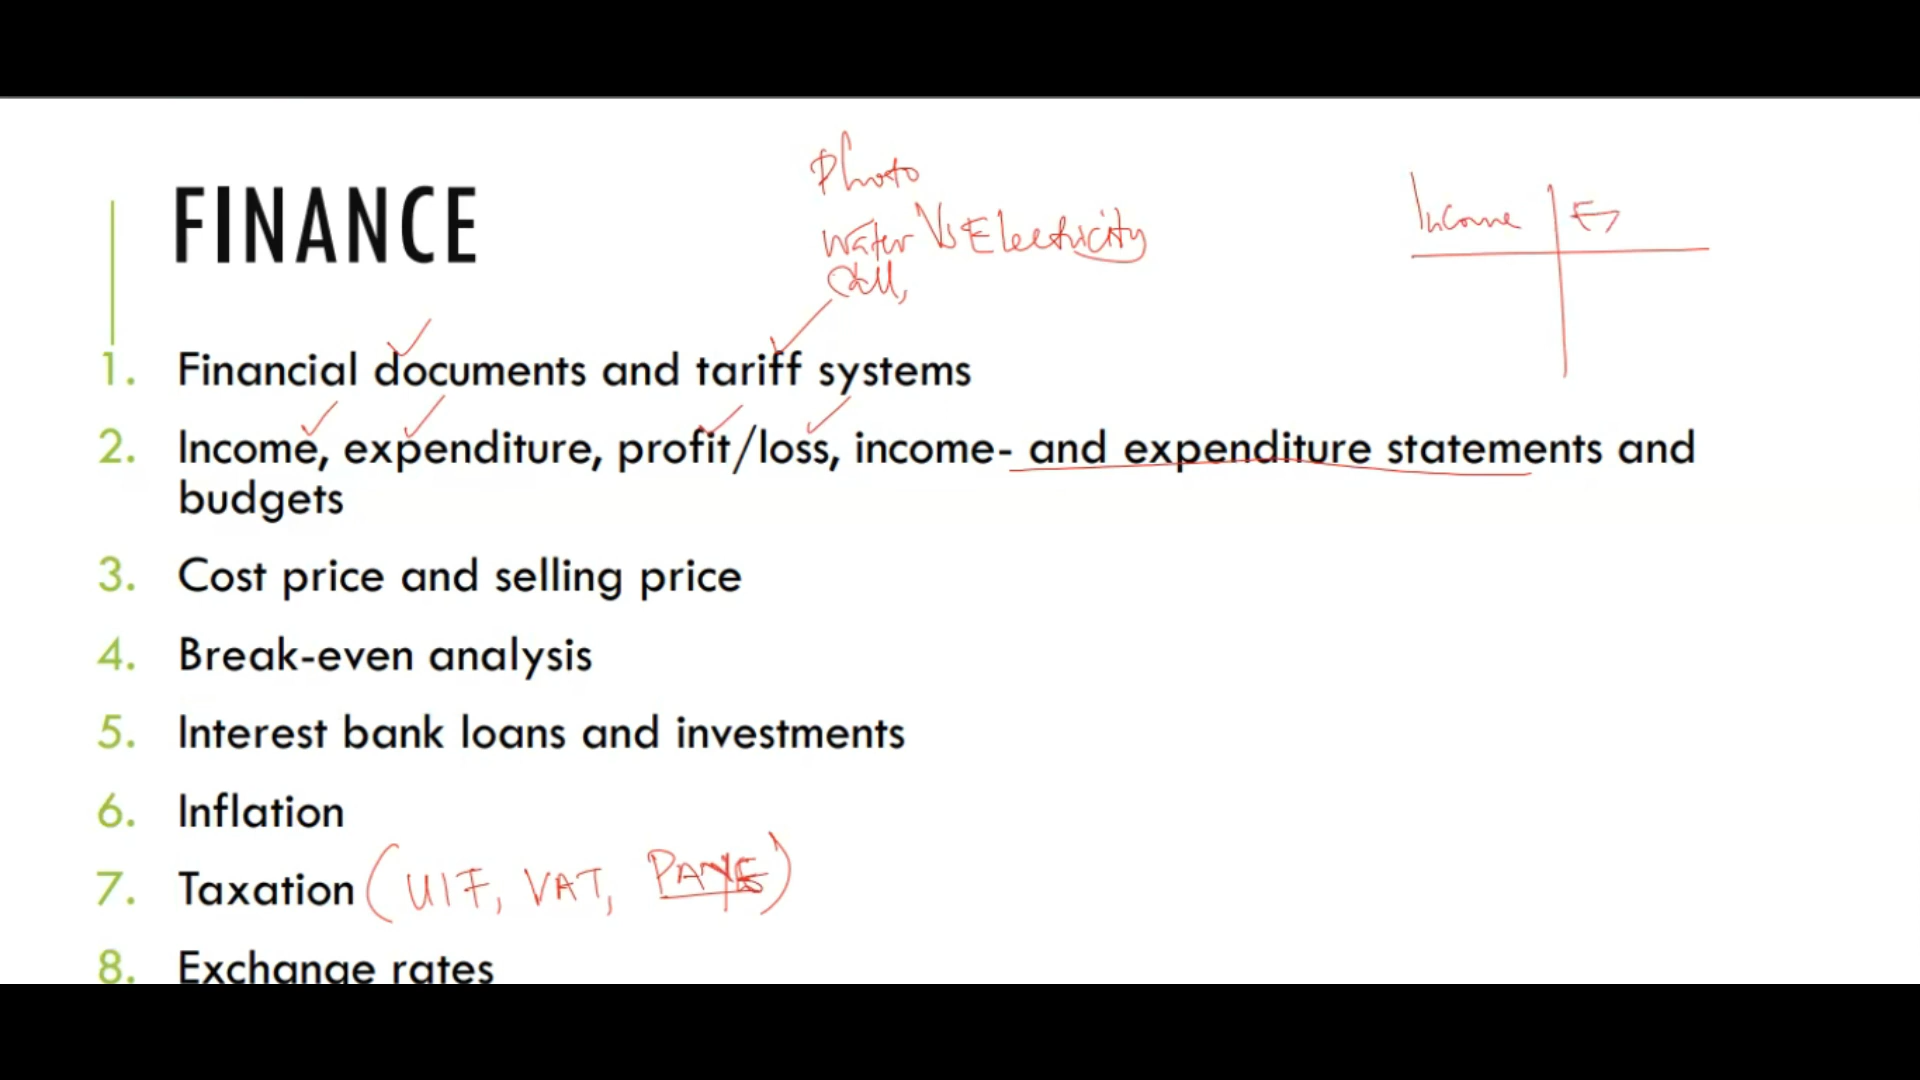 Photo
FINANCE
Water Vs Electricity
Call,
Income
1. Financial documents and tariff systems
2. Income, expenditure, profit/loss, income- and expenditure statements and
budgets
3. Cost price and selling price
4. Break-even analysis
5. Interest bank loans and investments
6. Inflation
7. Taxation (UIF, VAT, PAYE)
8. Exchange rates